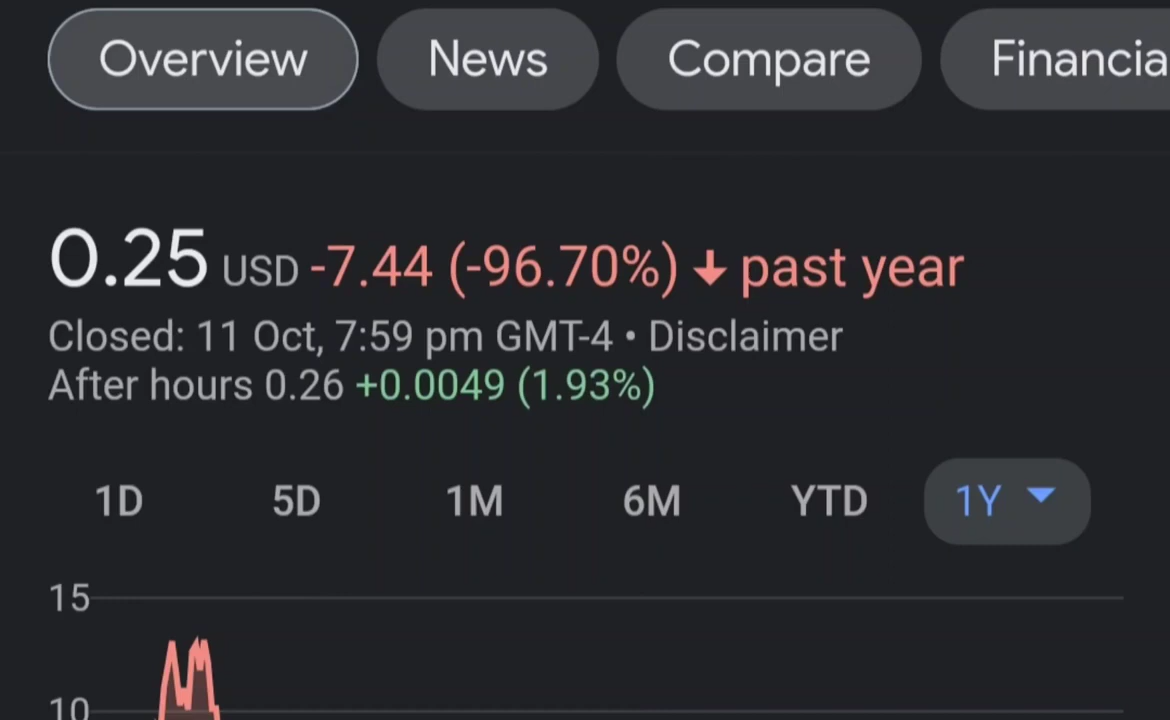 Overview News Compare Financia
0.25 USD -7.44 (-96.70%) ↓ past year
Closed: 11 Oct, 7:59 pm GMT-4 • Disclaimer
After hours 0.26 +0.0049 (1.93%)
1D 5D 1M 6M YTD 1Y
15
10